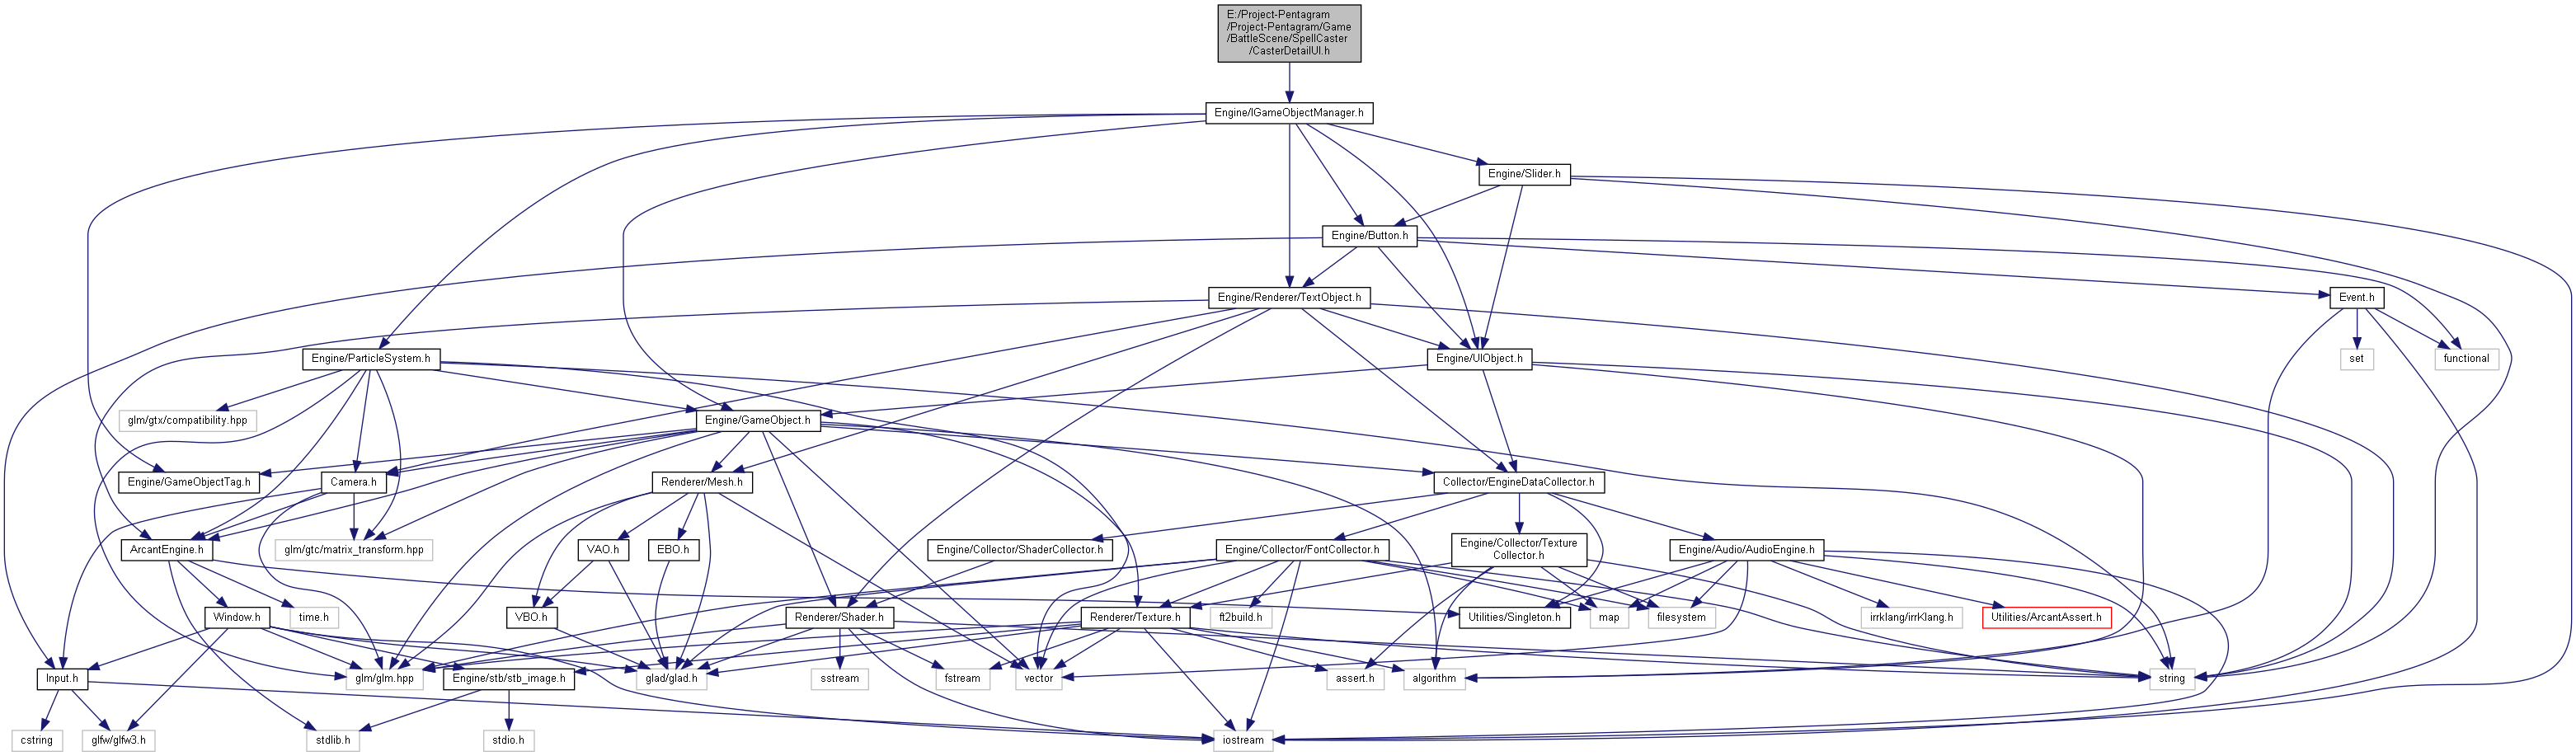 E:/Project-Pentagram
/Project-Pentagram/Game
/BattleScene/SpellCaster
/CasterDetailUI.h
Engine/IGameObjectManager.h
Engine/Slider.h
Engine/Button.h
Engine/Renderer/TextObject.h
Event.h
Engine/ParticleSystem.h
Engine/UIObject.h
set
functional
glm/gtx/compatibility.hpp
Engine/GameObject.h
Engine/GameObjectTag.h
Camera.h
Renderer/Mesh.h
Collector/EngineDataCollector.h
ArcantEngine.h
glm/gtc/matrix_transform.hpp
VAO.h
EBO.h
Engine/Collector/ShaderCollector.h
Engine/Collector/FontCollector.h
Engine/Collector/Texture
Collector.h
Engine/Audio/AudioEngine.h
Window.h
time.h
VBO.h
Renderer/Shader.h
Renderer/Texture.h
ft2build.h
Utilities/Singleton.h
map
filesystem
irrklang/irrKlang.h
Utilities/ArcantAssert.h
Input.h
glm/glm.hpp
Engine/stb/stb_image.h
glad/glad.h
sstream
fstream
vector
assert.h
algorithm
string
cstring
glfw/glfw3.h
stdlib.h
stdio.h
iostream